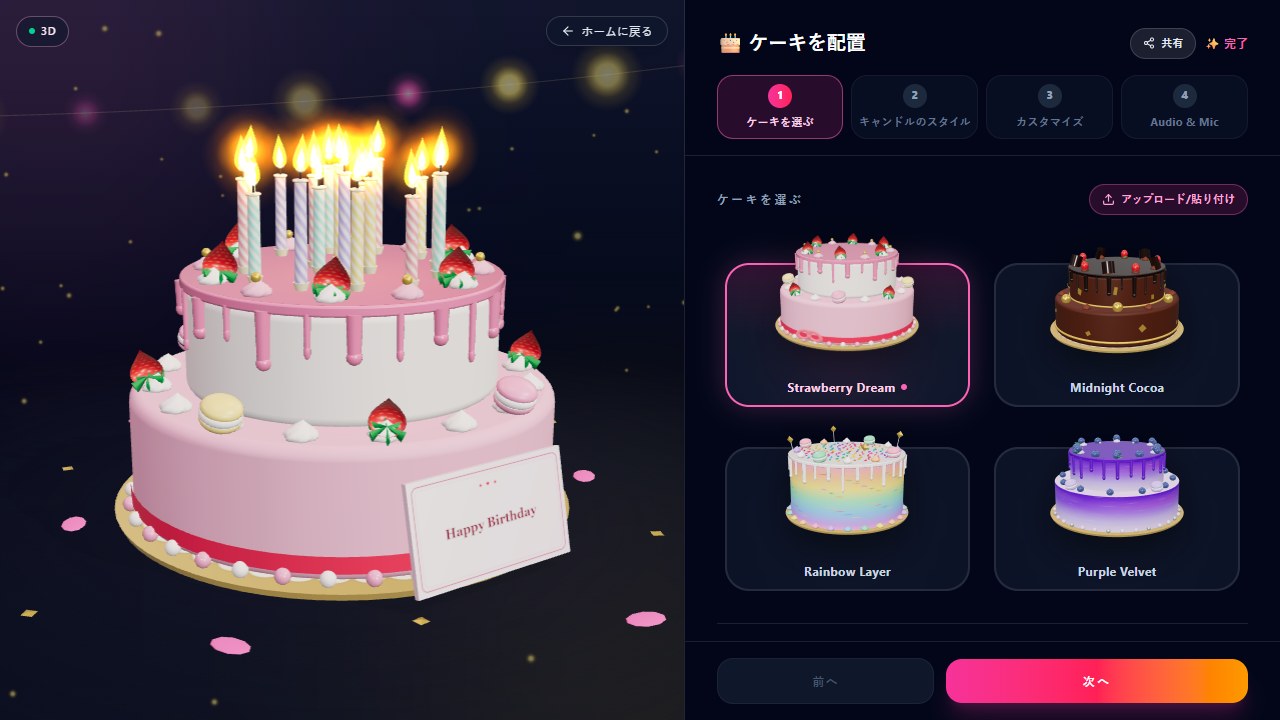 3D
ホームに戻る
Happy Birthday
ケーキを配置
共有
完了
1
ケーキを選ぶ
2
キャンドルのスタイル
3
カスタマイズ
4
Audio & Mic
ケーキを選ぶ
アップロード/貼り付け
Strawberry Dream
Midnight Cocoa
Rainbow Layer
Purple Velvet
前へ
次へ